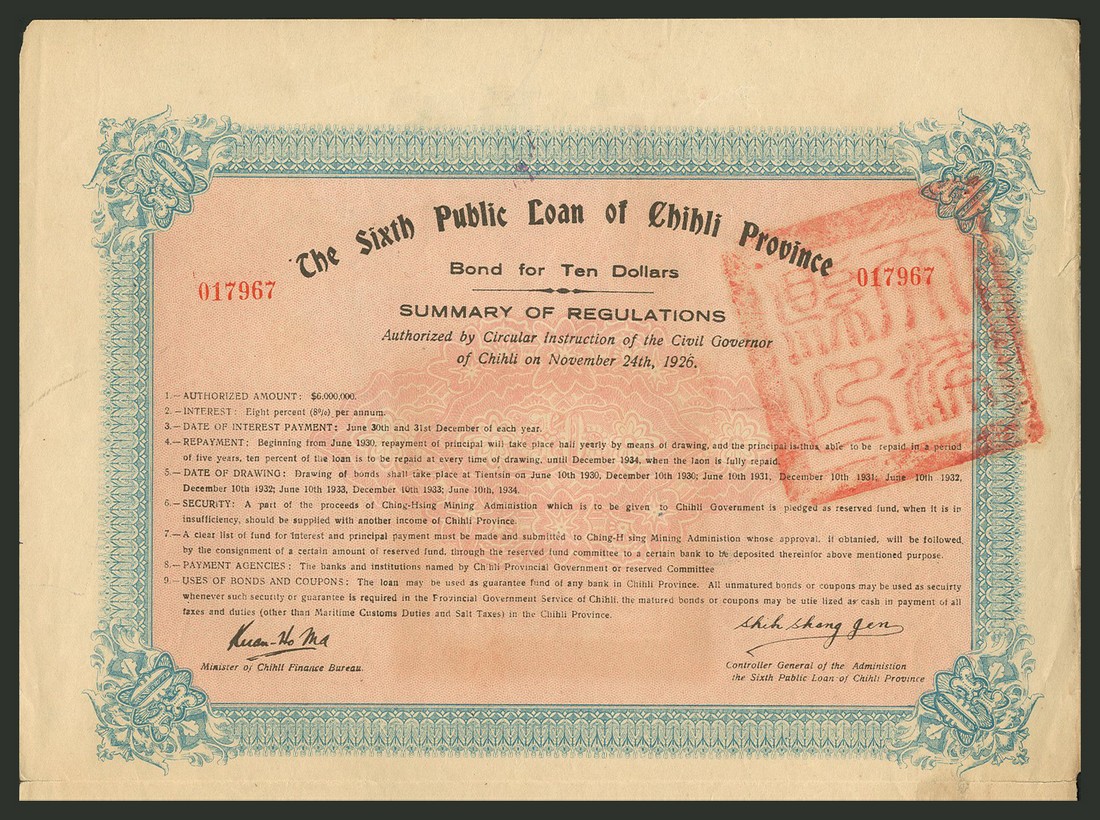 The Sixth Public Loan of Chihli Province
Bond for Ten Dollars
017967
017967
SUMMARY OF REGULATIONS
Authorized by Circular Instruction of the Civil Governor
of Chihli on November 24th, 1926.
1.—AUTHORIZED AMOUNT: $6,000,000.
2.—INTEREST: Eight percent (8%) per annum.
3.—DATE OF INTEREST PAYMENT: June 30th and 31st December of each year.
4.—REPAYMENT: Beginning from June 1930, repayment of principal will take place half yearly by means of drawing, and the principal is thus able to be repaid in a period
of five years, ten percent of the loan is to be repaid at every time of drawing, until December 1934, when the laon is fully repaid.
5.—DATE OF DRAWING: Drawing of bonds shall take place at Tientsin on June 10th 1930, December 10th 1930; June 10th 1931, December 10th 1931; June 10th 1932,
December 10th 1932; June 10th 1933, December 10th 1933; June 10th, 1934.
6.—SECURITY: A part of the proceeds of Ching-Hsing Mining Administion which is to be given to Chihli Government is pledged as reserved fund, when it is in
insufficiency, should be supplied with another income of Chihli Province.
7.—A clear list of fund for interest and principal payment must be made and submitted to Ching-H sing Mining Administion whose approval, if obtanied, will be followed,
by the consignment of a certain amount of reserved fund, through the reserved fund committee to a certain bank to be deposited thereinfor above mentioned purpose.
8.—PAYMENT AGENCIES: The banks and institutions named by Chihli Provincial Government or reserved Committee
9.—USES OF BONDS AND COUPONS: The loan may be used as guarantee fund of any bank in Chihli Province. All unmatured bonds or coupons may be used as secuirty
whenever such security or guarantee is required in the Provincial Government Service of Chihli, the matured bonds or coupons may be utie lized as cash in payment of all
taxes and duties (other than Maritime Customs Duties and Salt Taxes) in the Chihli Province.
Kuan-Ho Ma
Minister of Chihli Finance Bureau.
Shih Shang Jen
Controller General of the Administion
the Sixth Public Loan of Chihli Province